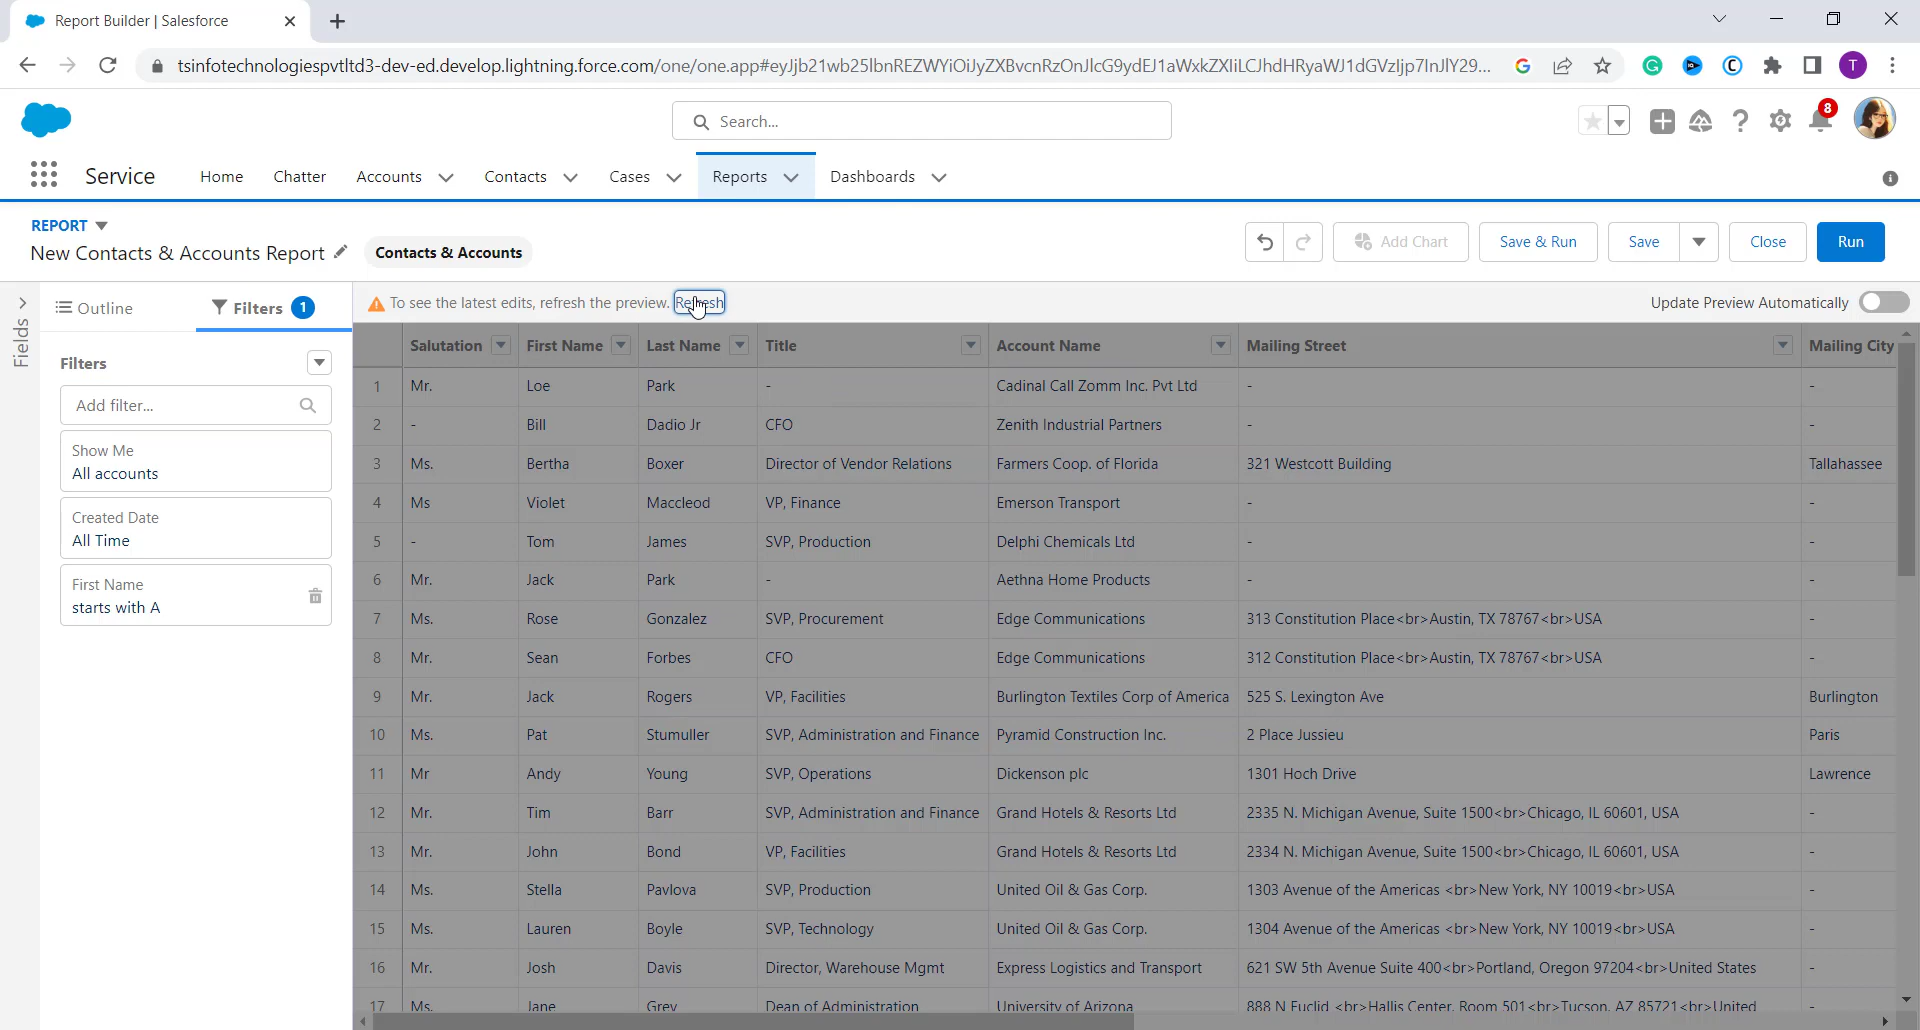 Report Builder | Salesforce
tsinfotechnologiespvtltd3-dev-ed.develop.lightning.force.com/one/one.app#eyJjb21wb25lbnREZWYiOiJyZXBvcnRzOnJlcG9ydEJ1aWxkZXIiLCJhdHRyaWJ1dGVzIjp7InJlY29...
T
Search...
8
Service
Home
Chatter
Accounts
Contacts
Cases
Reports
Dashboards
REPORT
New Contacts & Accounts Report
Contacts & Accounts
Add Chart
Save & Run
Save
Close
Run
Fields
Outline
Filters 1
To see the latest edits, refresh the preview. Refresh
Update Preview Automatically
Filters
Add filter...
Show Me
All accounts
Created Date
All Time
First Name
starts with A
Salutation First Name Last Name Title Account Name Mailing Street Mailing City
1 Mr. Loe Park - Cadinal Call Zomm Inc. Pvt Ltd - -
2 - Bill Dadio Jr CFO Zenith Industrial Partners - -
3 Ms. Bertha Boxer Director of Vendor Relations Farmers Coop. of Florida 321 Westcott Building Tallahassee
4 Ms Violet Maccleod VP, Finance Emerson Transport - -
5 - Tom James SVP, Production Delphi Chemicals Ltd - -
6 Mr. Jack Park - Aethna Home Products - -
7 Ms. Rose Gonzalez SVP, Procurement Edge Communications 313 Constitution Place<br>Austin, TX 78767<br>USA -
8 Mr. Sean Forbes CFO Edge Communications 312 Constitution Place<br>Austin, TX 78767<br>USA -
9 Mr. Jack Rogers VP, Facilities Burlington Textiles Corp of America 525 S. Lexington Ave Burlington
10 Ms. Pat Stumuller SVP, Administration and Finance Pyramid Construction Inc. 2 Place Jussieu Paris
11 Mr Andy Young SVP, Operations Dickenson plc 1301 Hoch Drive Lawrence
12 Mr. Tim Barr SVP, Administration and Finance Grand Hotels & Resorts Ltd 2335 N. Michigan Avenue, Suite 1500<br>Chicago, IL 60601, USA -
13 Mr. John Bond VP, Facilities Grand Hotels & Resorts Ltd 2334 N. Michigan Avenue, Suite 1500<br>Chicago, IL 60601, USA -
14 Ms. Stella Pavlova SVP, Production United Oil & Gas Corp. 1303 Avenue of the Americas <br>New York, NY 10019<br>USA -
15 Ms. Lauren Boyle SVP, Technology United Oil & Gas Corp. 1304 Avenue of the Americas <br>New York, NY 10019<br>USA -
16 Mr. Josh Davis Director, Warehouse Mgmt Express Logistics and Transport 621 SW 5th Avenue Suite 400<br>Portland, Oregon 97204<br>United States -
17 Ms. Jane Grey Dean of Administration University of Arizona 888 N Euclid <br>Hallis Center, Room 501<br>Tucson, AZ 85721<br>United -